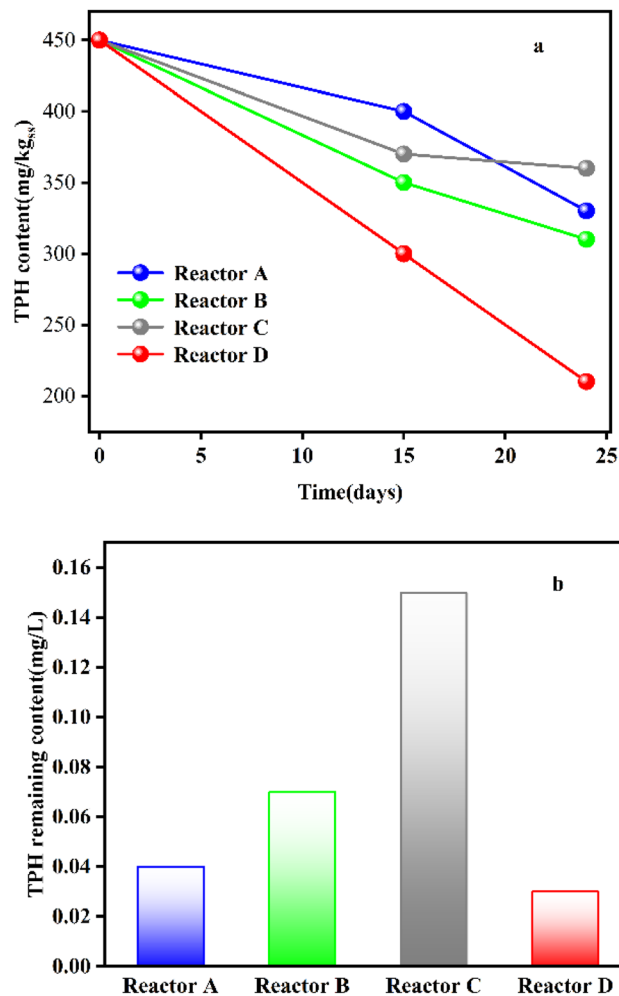 a
450
400
350
300
250
200
TPH content(mg/kgss)
Reactor A
Reactor B
Reactor C
Reactor D
0 5 10 15 20 25
Time(days)
b
0.16
0.14
0.12
0.10
0.08
0.06
0.04
0.02
0.00
TPH remaining content(mg/L)
Reactor A Reactor B Reactor C Reactor D